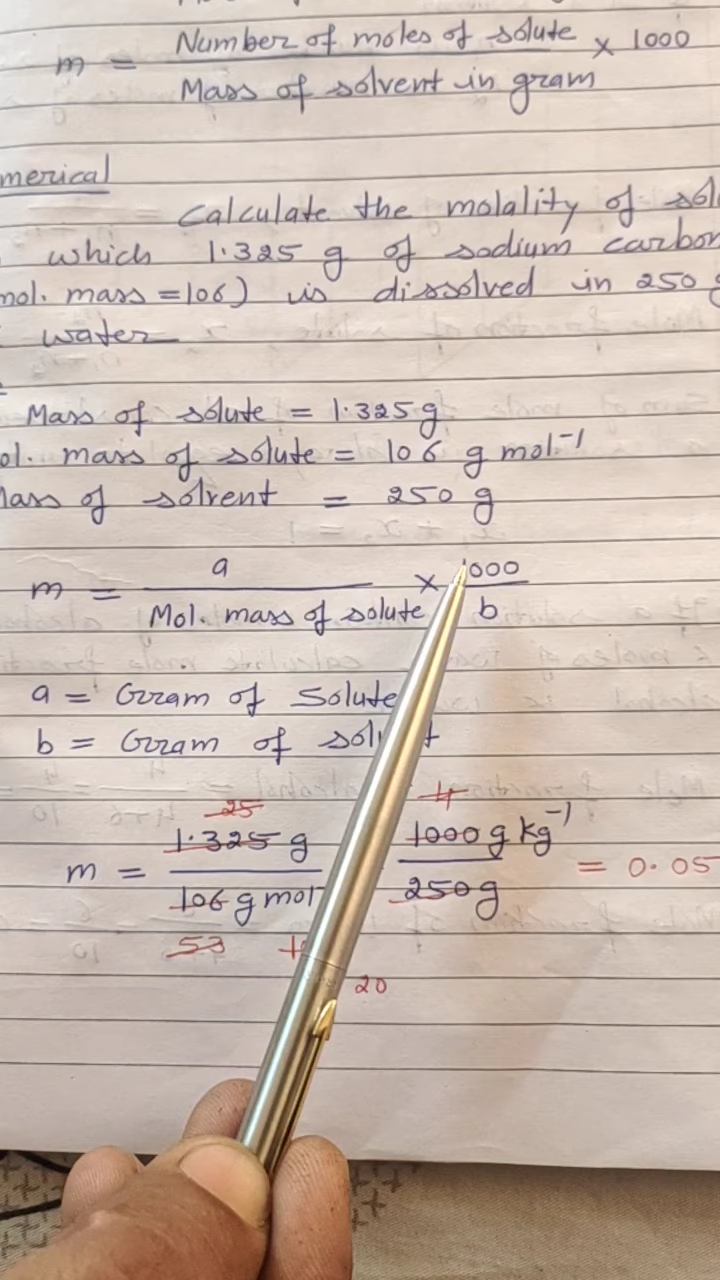 m = Number of moles of solute × 1000
Mass of solvent in gram
merical
Calculate the molality of
which 1.325 g of sodium carbon
mol. mass = 106) is dissolved in 250 g
water
Mass of solute = 1.325g
ol. mass of solute = 106 g mol⁻¹
Mass of solvent = 250 g
m = a × 1000
Mol. mass of solute b
a = Gram of Solute
b = Gram of
25 4
m = 1.325 g 1000 g kg⁻¹ = 0.05
106 g mol 250 g
53
20